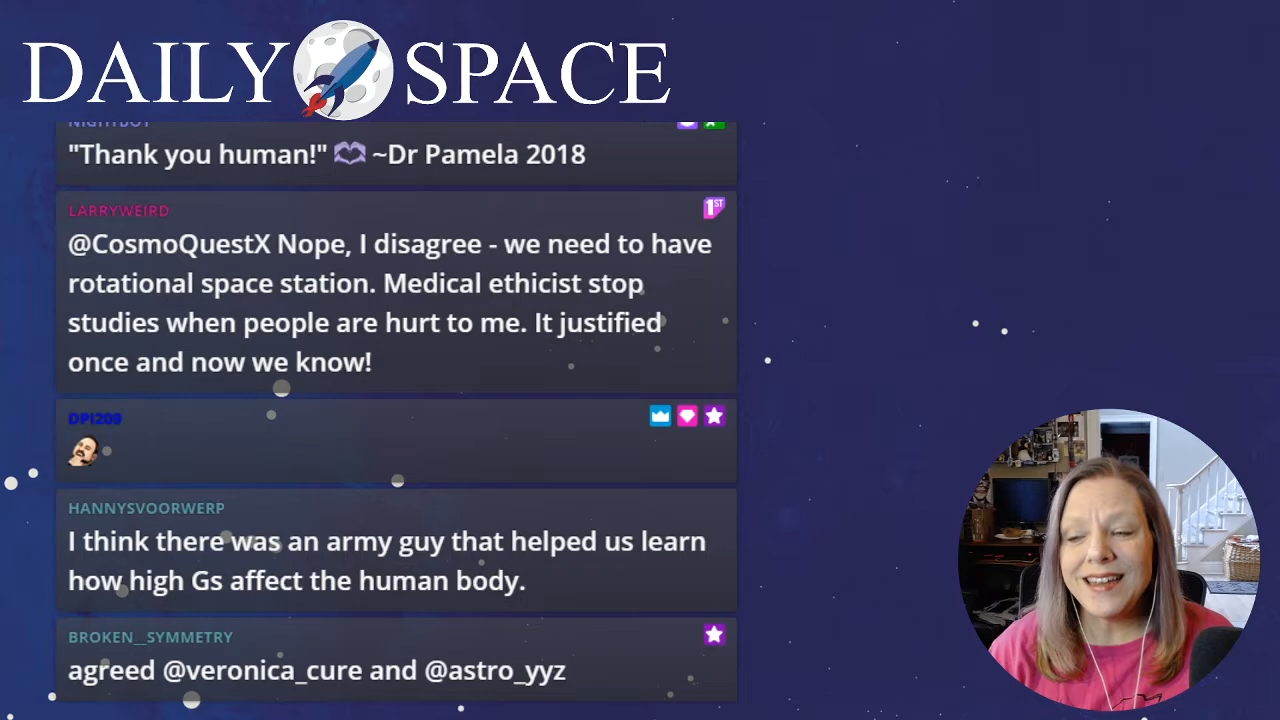 DAILY SPACE
NIGHTBOT
"Thank you human!" ~Dr Pamela 2018
LARRYWEIRD
1ST
@CosmoQuestX Nope, I disagree - we need to have
rotational space station. Medical ethicist stop
studies when people are hurt to me. It justified
once and now we know!
DPI209
HANNYSVOORWERP
I think there was an army guy that helped us learn
how high Gs affect the human body.
BROKEN__SYMMETRY
agreed @veronica_cure and @astro_yyz